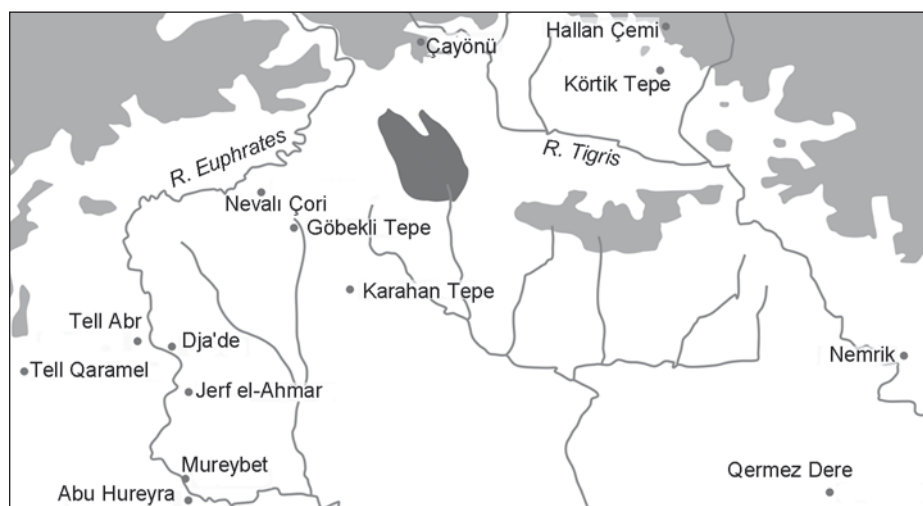 Hallan Çemi
Çayönü
Körtik Tepe
R. Euphrates
R. Tigris
Nevalı Çori
Göbekli Tepe
Karahan Tepe
Tell Abr
Dja'de
Nemrik
Tell Qaramel
Jerf el-Ahmar
Mureybet
Qermez Dere
Abu Hureyra